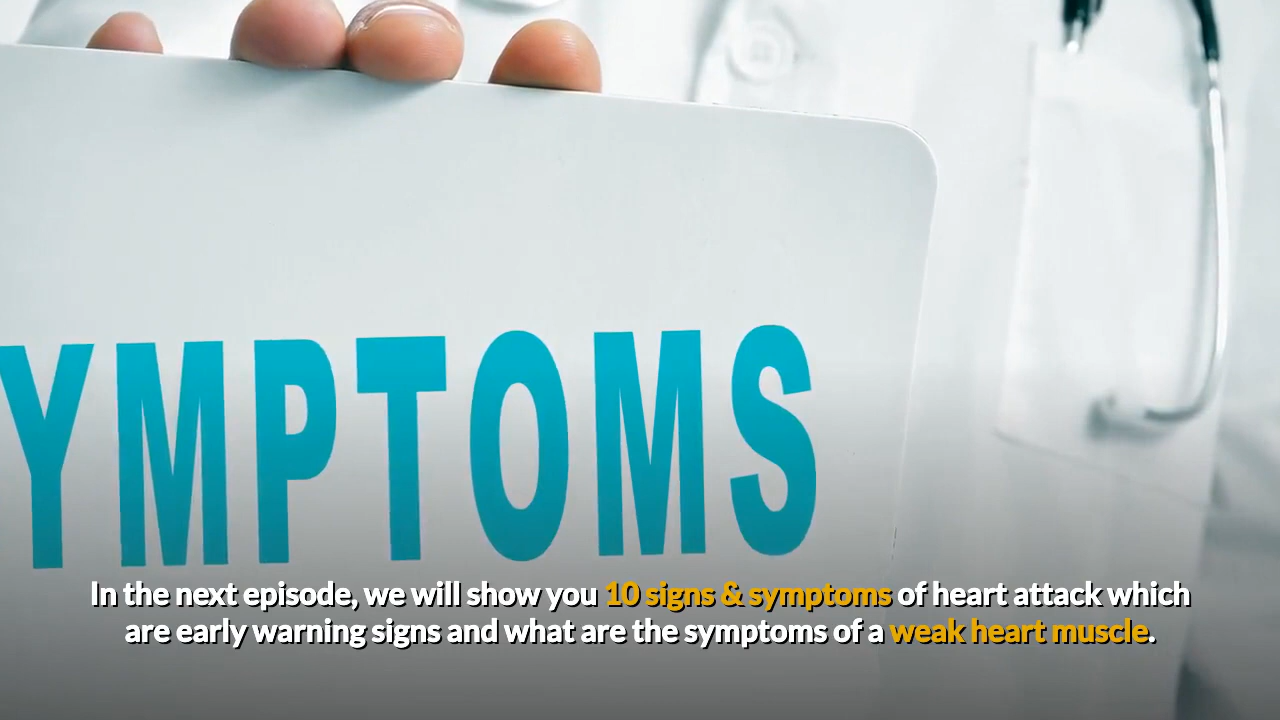 YMPTOMS
In the next episode, we will show you 10 signs & symptoms of heart attack which
are early warning signs and what are the symptoms of a weak heart muscle.